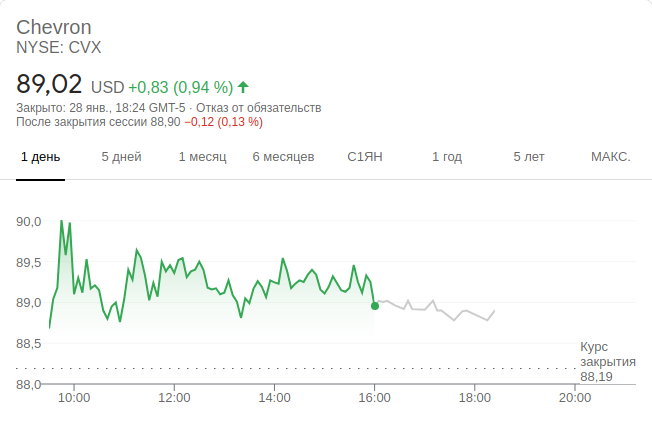 Chevron
NYSE: CVX
89,02 USD +0,83 (0,94 %)
Закрыто: 28 янв., 18:24 GMT-5 · Отказ от обязательств
После закрытия сессии 88,90 −0,12 (0,13 %)
1 день 5 дней 1 месяц 6 месяцев С1ЯН 1 год 5 лет МАКС.
90,0
89,5
89,0
88,5
Курс
закрытия
88,19
88,0
10:00 12:00 14:00 16:00 18:00 20:00